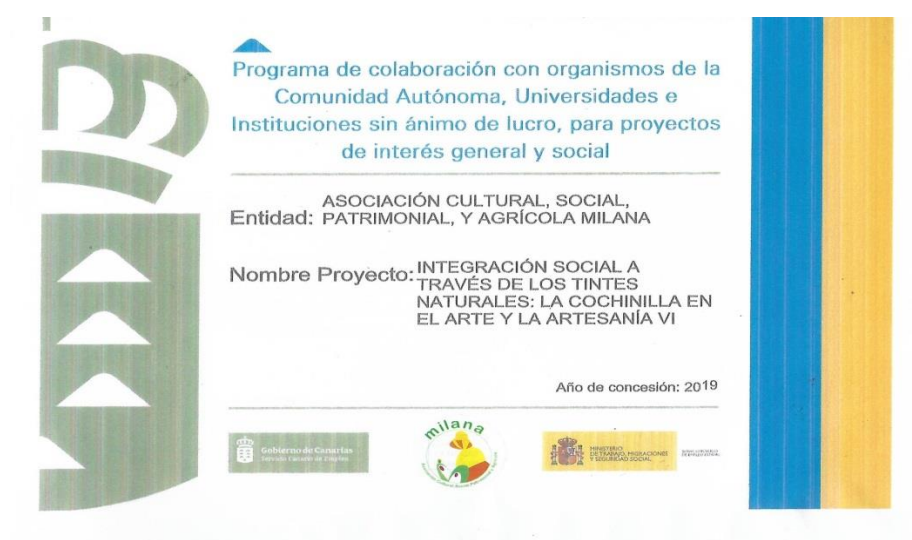 Programa de colaboración con organismos de la
Comunidad Autónoma, Universidades e
Instituciones sin ánimo de lucro, para proyectos
de interés general y social
Entidad: ASOCIACIÓN CULTURAL, SOCIAL,
PATRIMONIAL, Y AGRÍCOLA MILANA
Nombre Proyecto: INTEGRACIÓN SOCIAL A
TRAVÉS DE LOS TINTES
NATURALES: LA COCHINILLA EN
EL ARTE Y LA ARTESANÍA VI
Año de concesión: 2019
Gobierno de Canarias
Servicio Canario de Empleo
milana
MINISTERIO
DE TRABAJO, MIGRACIONES
Y SEGURIDAD SOCIAL